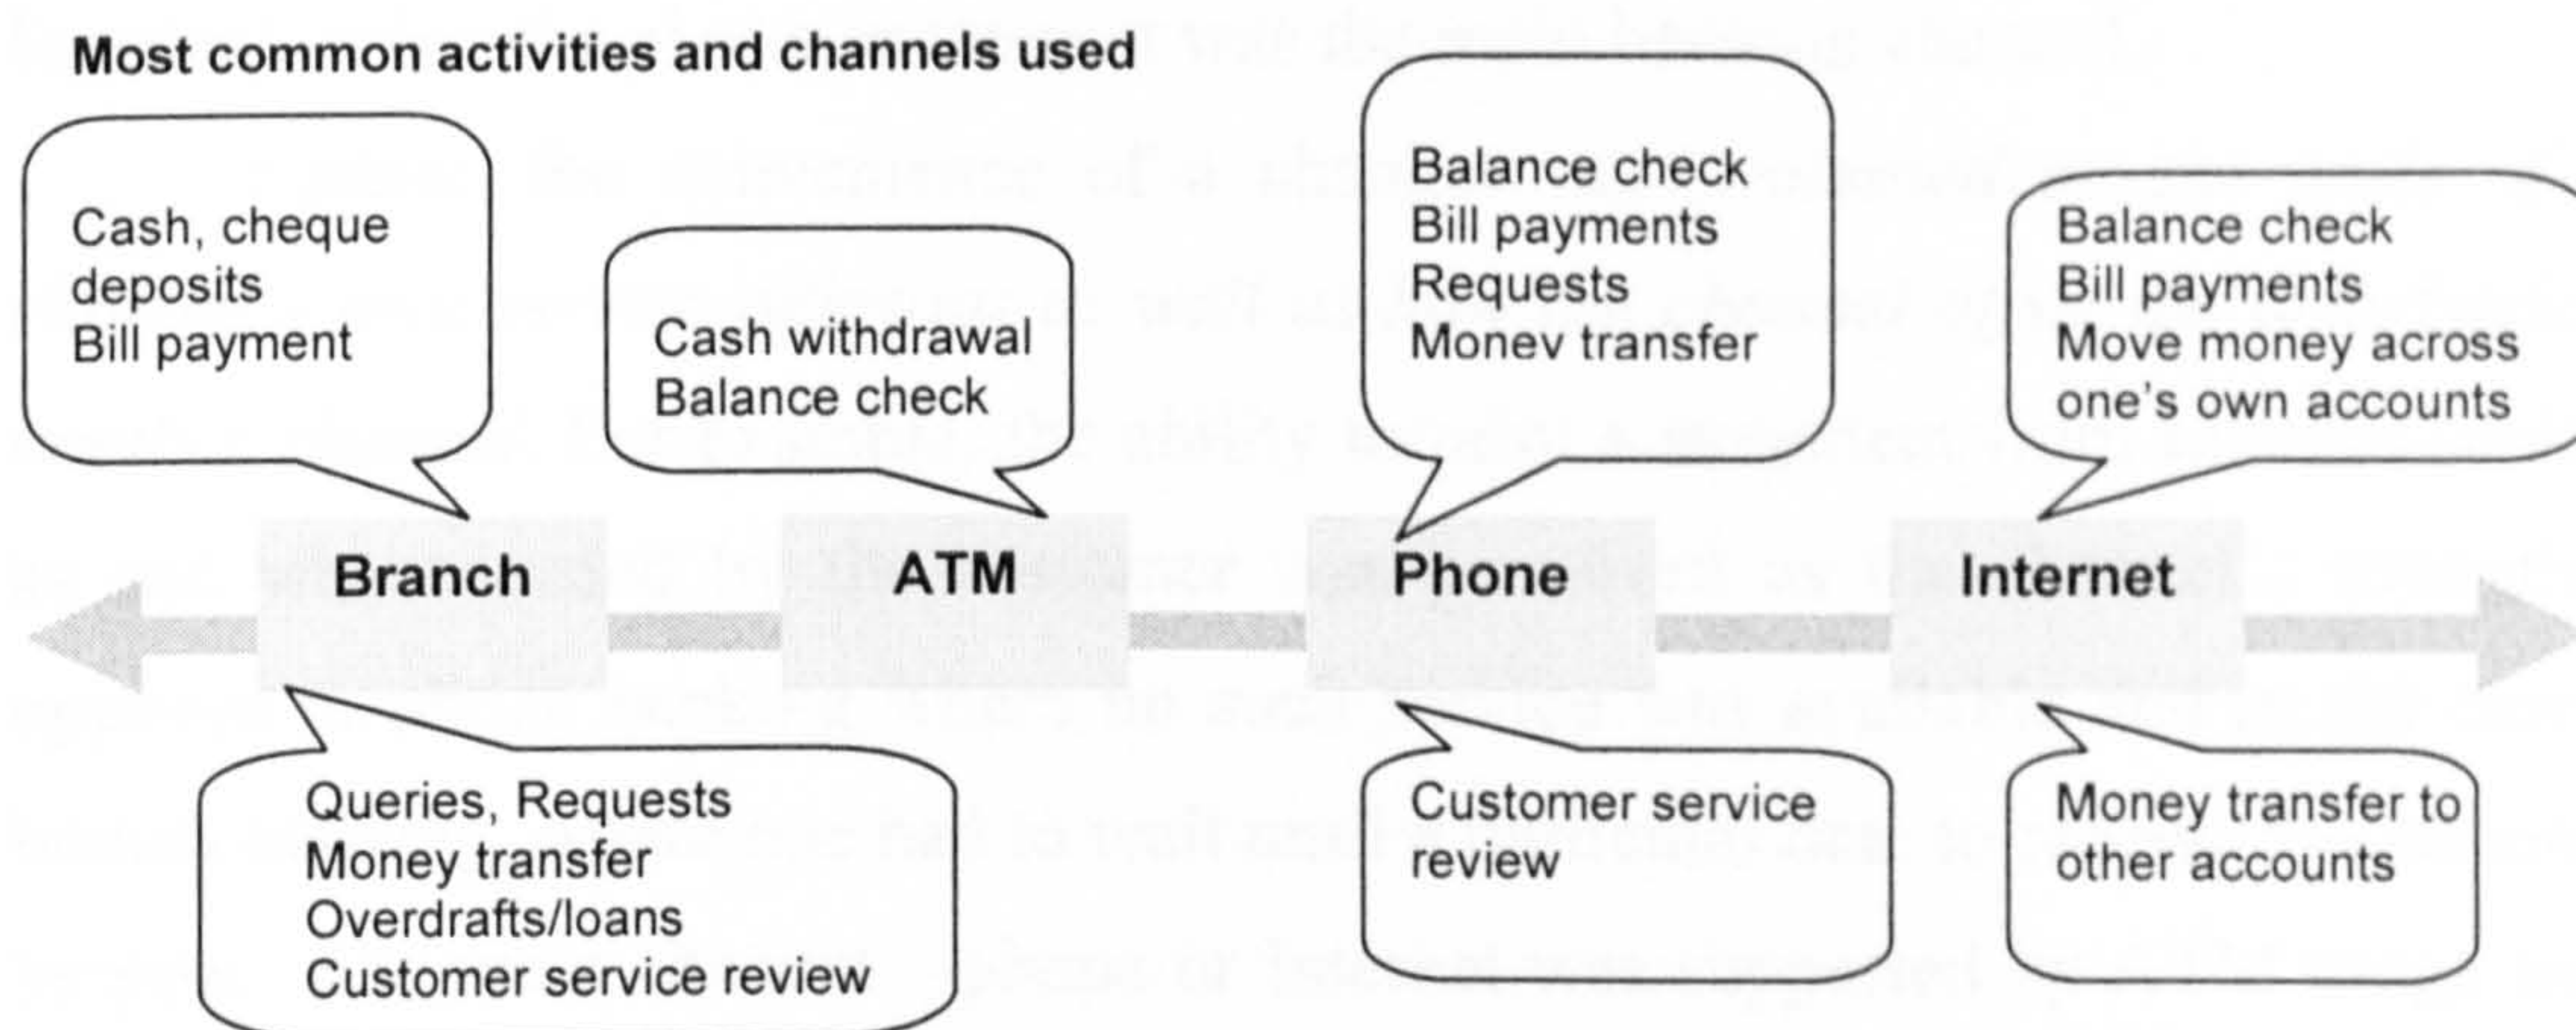 Most common activities and channels used
Cash, cheque
deposits
Bill payment
Cash withdrawal
Balance check
Balance check
Bill payments
Requests
Monev transfer
Balance check
Bill payments
Move money across
one's own accounts
Branch
ATM
Phone
Internet
Queries, Requests
Money transfer
Overdrafts/loans
Customer service review
Customer service
review
Money transfer to
other accounts